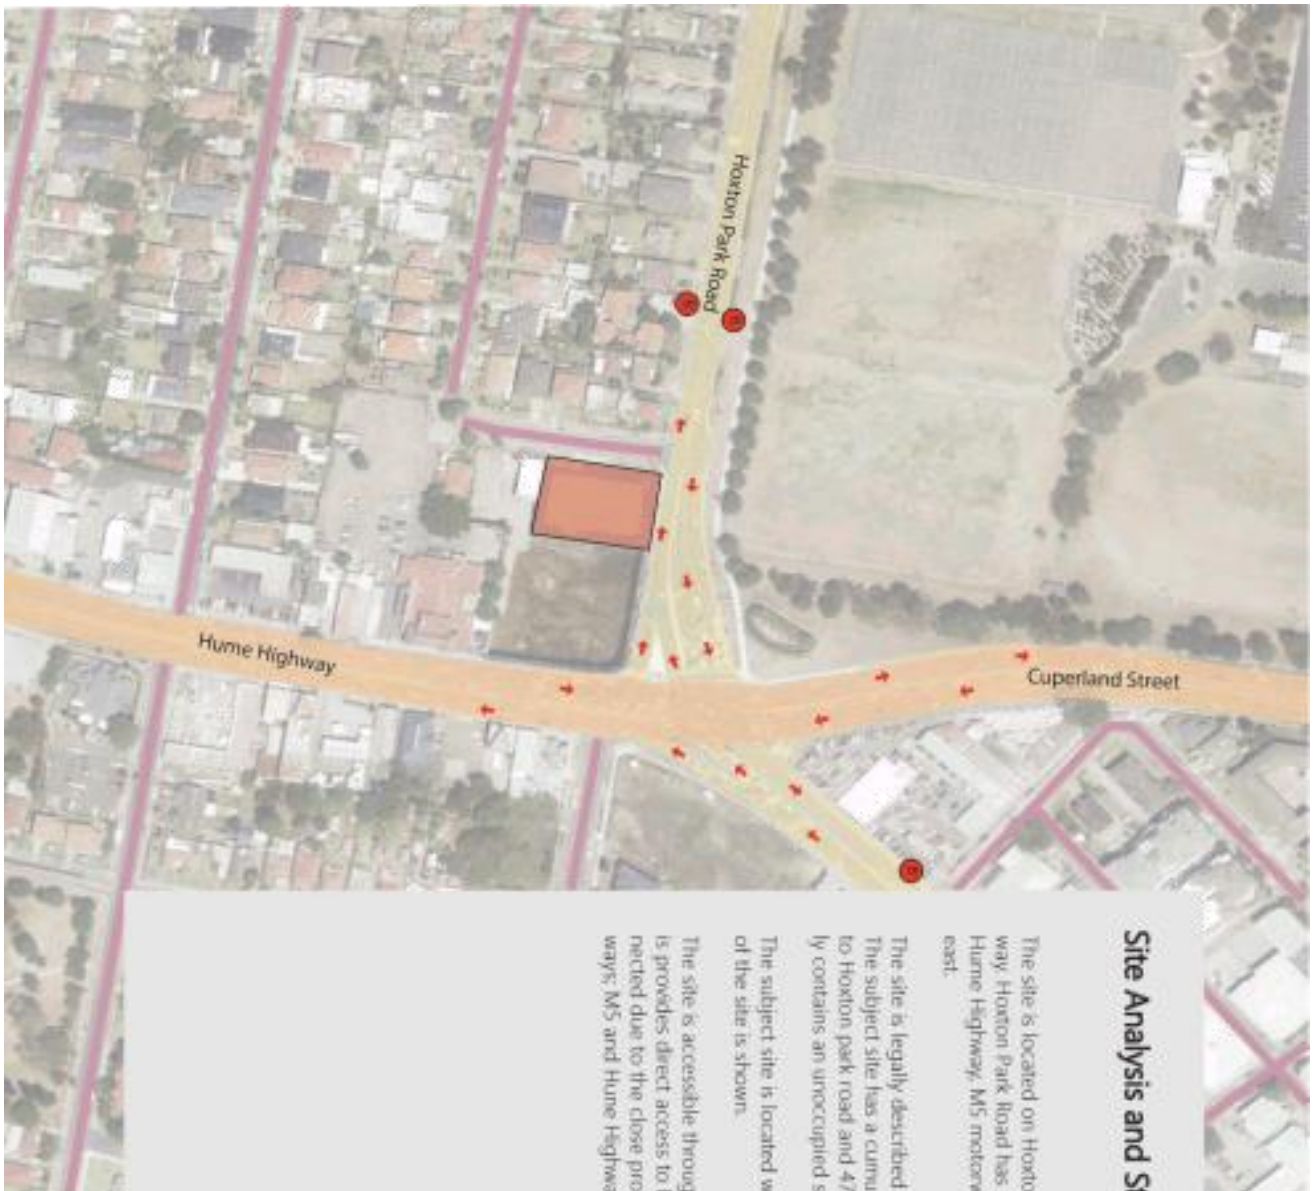 Hoxton Park Road
Hume Highway
Cuperland Street
Site Analysis and S
The site is located on Hoxto
way. Hoxton Park Road has
Hume Highway, M5 motorw
east.
The site is legally described
The subject site has a cumu
to Hoxton park road and 47
ly contains an unoccupied s
The subject site is located w
of the site is shown.
The site is accessible throug
is provides direct access to
nected due to the close pro
ways; M5 and Hune Highwa